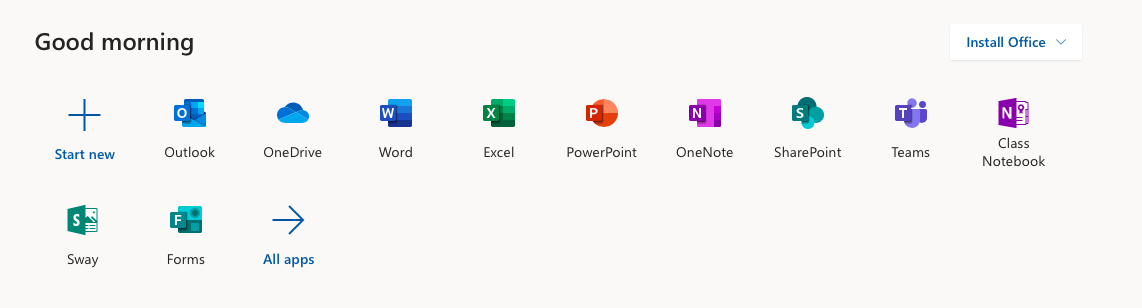 Good morning
Install Office
Start new
Outlook
OneDrive
Word
Excel
PowerPoint
OneNote
SharePoint
Teams
Class
Notebook
Sway
Forms
All apps